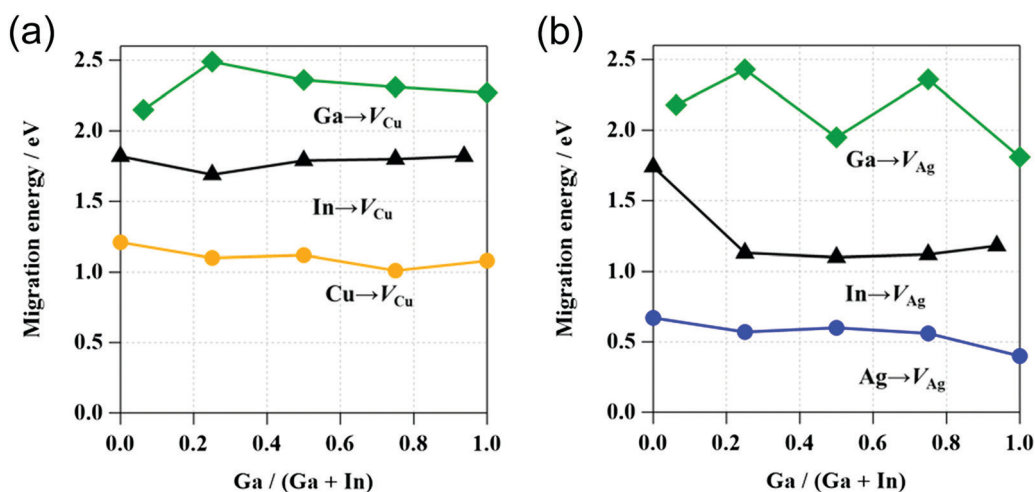 (a)
Migration energy / eV
2.5
2.0
1.5
1.0
0.5
0.0
Ga→VCu
In→VCu
Cu→VCu
0.0 0.2 0.4 0.6 0.8 1.0
Ga / (Ga + In)
(b)
Migration energy / eV
2.5
2.0
1.5
1.0
0.5
0.0
Ga→VAg
In→VAg
Ag→VAg
0.0 0.2 0.4 0.6 0.8 1.0
Ga / (Ga + In)